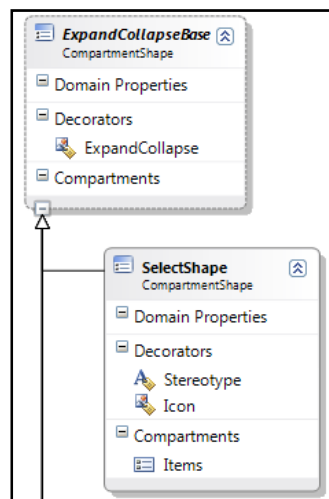 ExpandCollapseBase
CompartmentShape
Domain Properties
Decorators
ExpandCollapse
Compartments
SelectShape
CompartmentShape
Domain Properties
Decorators
Stereotype
Icon
Compartments
Items